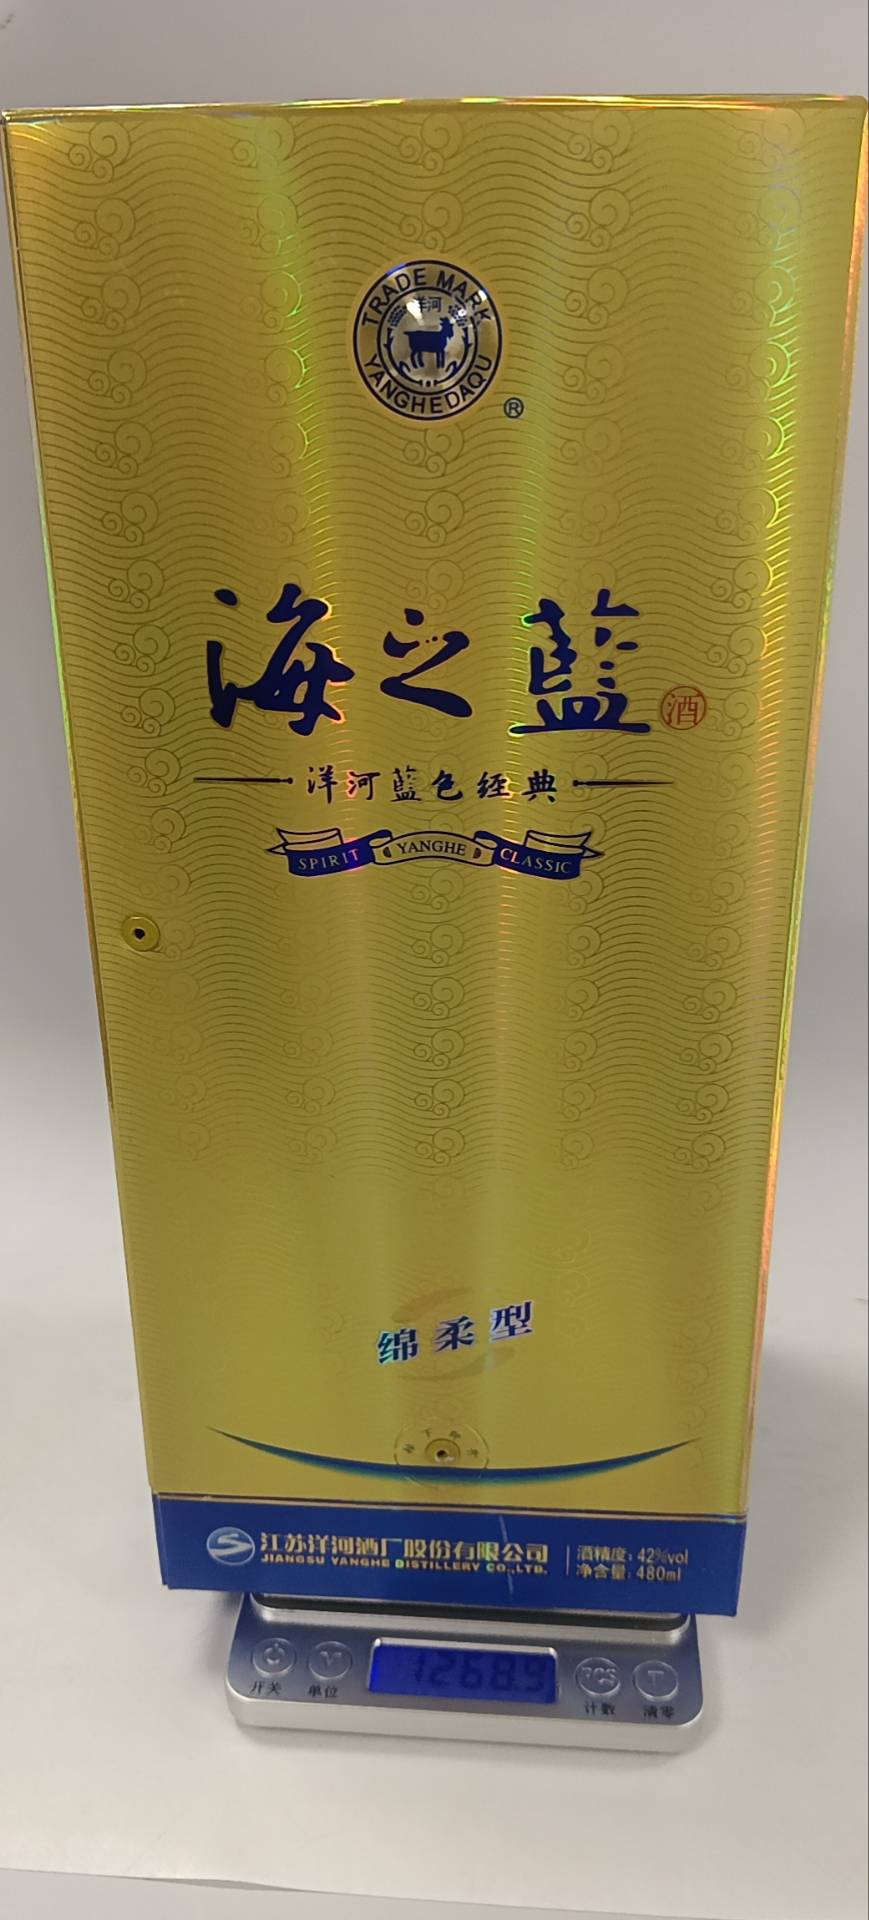 TRADE MARK
洋河
YANGHEDAQU
®
海之藍
酒
洋河藍色经典
SPIRIT YANGHE CLASSIC
绵柔型
江苏洋河酒厂股份有限公司
JIANGSU YANGHE DISTILLERY CO.,LTD.
酒精度: 42%vol
净含量: 480ml
1268.9
PCS
T
开关
单位
计数
清零